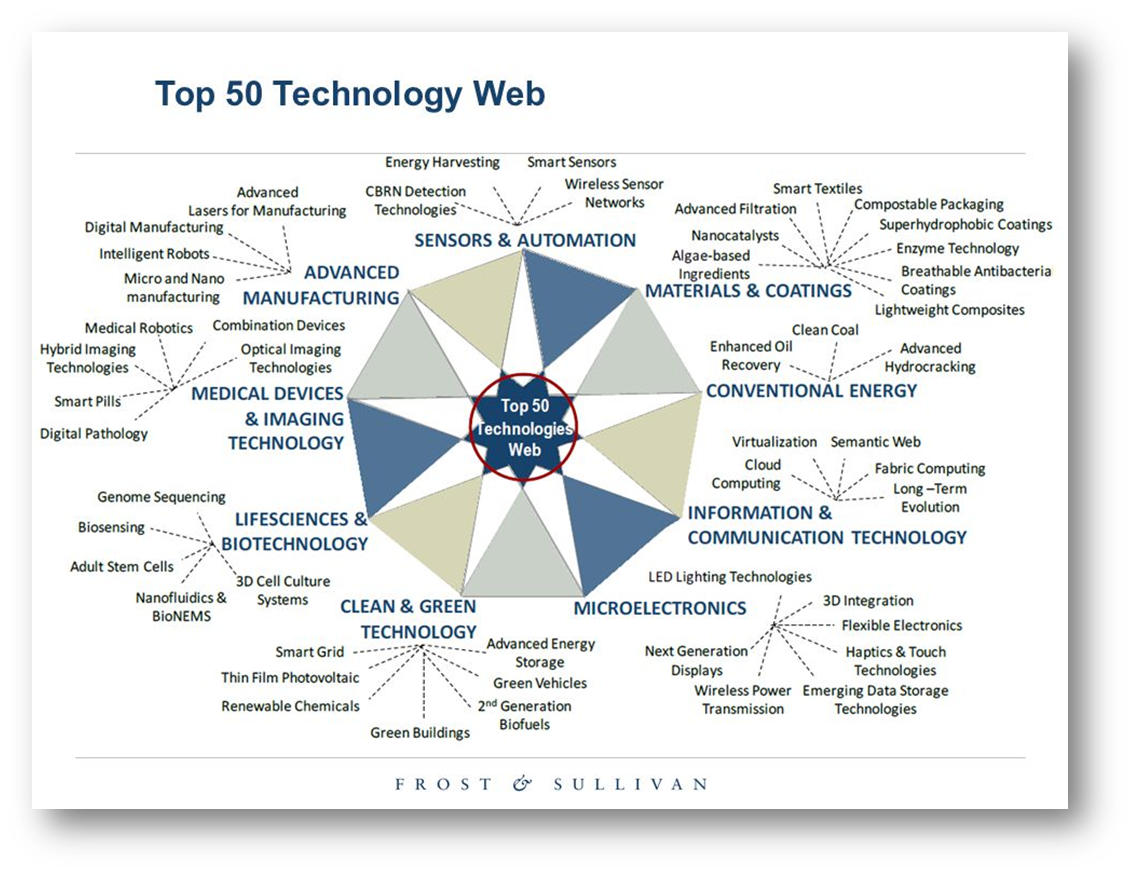 Top 50 Technology Web
Energy Harvesting
Smart Sensors
CBRN Detection
Technologies
Wireless Sensor
Networks
SENSORS & AUTOMATION
Advanced
Lasers for Manufacturing
Digital Manufacturing
Intelligent Robots
Micro and Nano
manufacturing
ADVANCED
MANUFACTURING
Smart Textiles
Compostable Packaging
Advanced Filtration
Superhydrophobic Coatings
Nanocatalysts
Enzyme Technology
Algae-based
Ingredients
Breathable Antibacteria
Coatings
Lightweight Composites
MATERIALS & COATINGS
Medical Robotics
Combination Devices
Hybrid Imaging
Technologies
Optical Imaging
Technologies
Smart Pills
Digital Pathology
MEDICAL DEVICES
& IMAGING
TECHNOLOGY
Clean Coal
Enhanced Oil
Recovery
Advanced
Hydrocracking
CONVENTIONAL ENERGY
Top 50
Technologies
Web
Virtualization
Semantic Web
Cloud
Computing
Fabric Computing
Long –Term
Evolution
INFORMATION &
COMMUNICATION TECHNOLOGY
Genome Sequencing
Biosensing
Adult Stem Cells
Nanofluidics &
BioNEMS
3D Cell Culture
Systems
LIFESCIENCES &
BIOTECHNOLOGY
CLEAN & GREEN
TECHNOLOGY
Smart Grid
Thin Film Photovoltaic
Renewable Chemicals
Green Buildings
Advanced Energy
Storage
Green Vehicles
2nd Generation
Biofuels
MICROELECTRONICS
LED Lighting Technologies
3D Integration
Flexible Electronics
Next Generation
Displays
Haptics & Touch
Technologies
Wireless Power
Transmission
Emerging Data Storage
Technologies
FROST & SULLIVAN